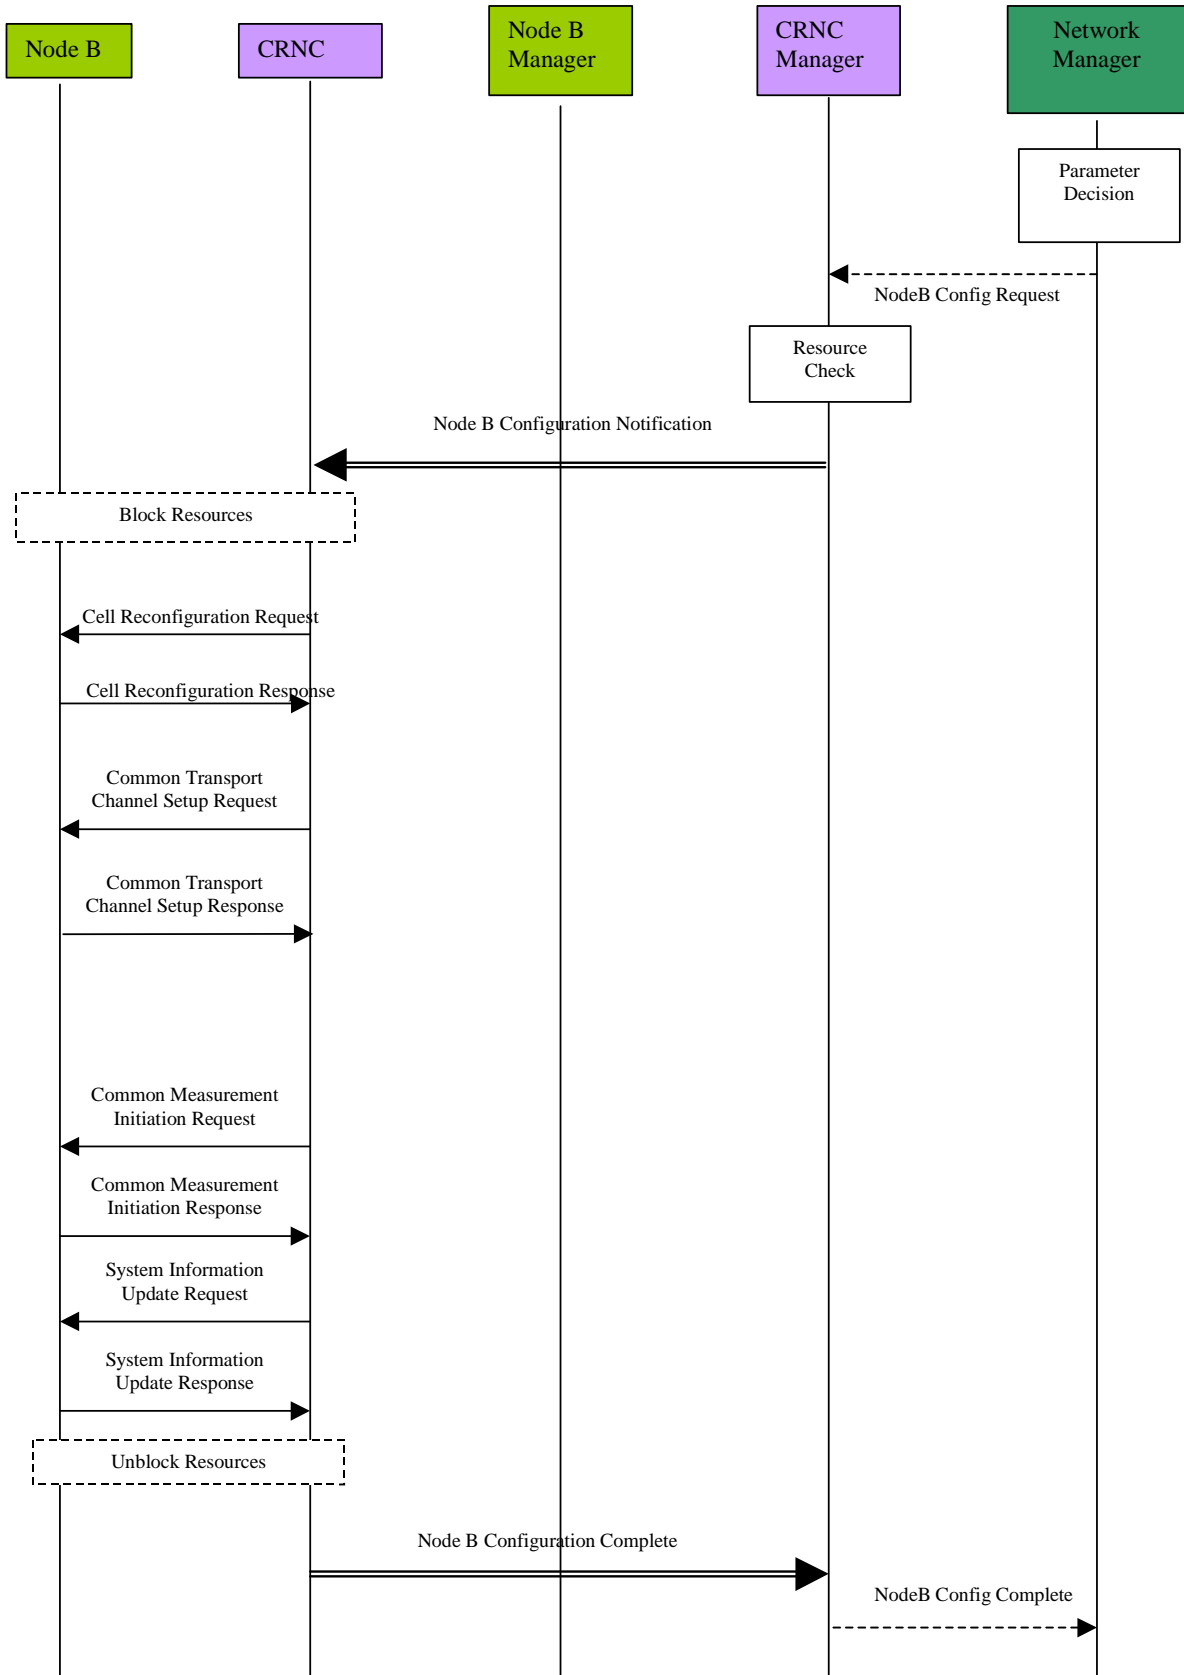 Node B
CRNC
Node B
Manager
CRNC
Manager
Network
Manager
Parameter
Decision
NodeB Config Request
Resource
Check
Node B Configuration Notification
Block Resources
Cell Reconfiguration Request
Cell Reconfiguration Response
Common Transport
Channel Setup Request
Common Transport
Channel Setup Response
Common Measurement
Initiation Request
Common Measurement
Initiation Response
System Information
Update Request
System Information
Update Response
Unblock Resources
Node B Configuration Complete
NodeB Config Complete